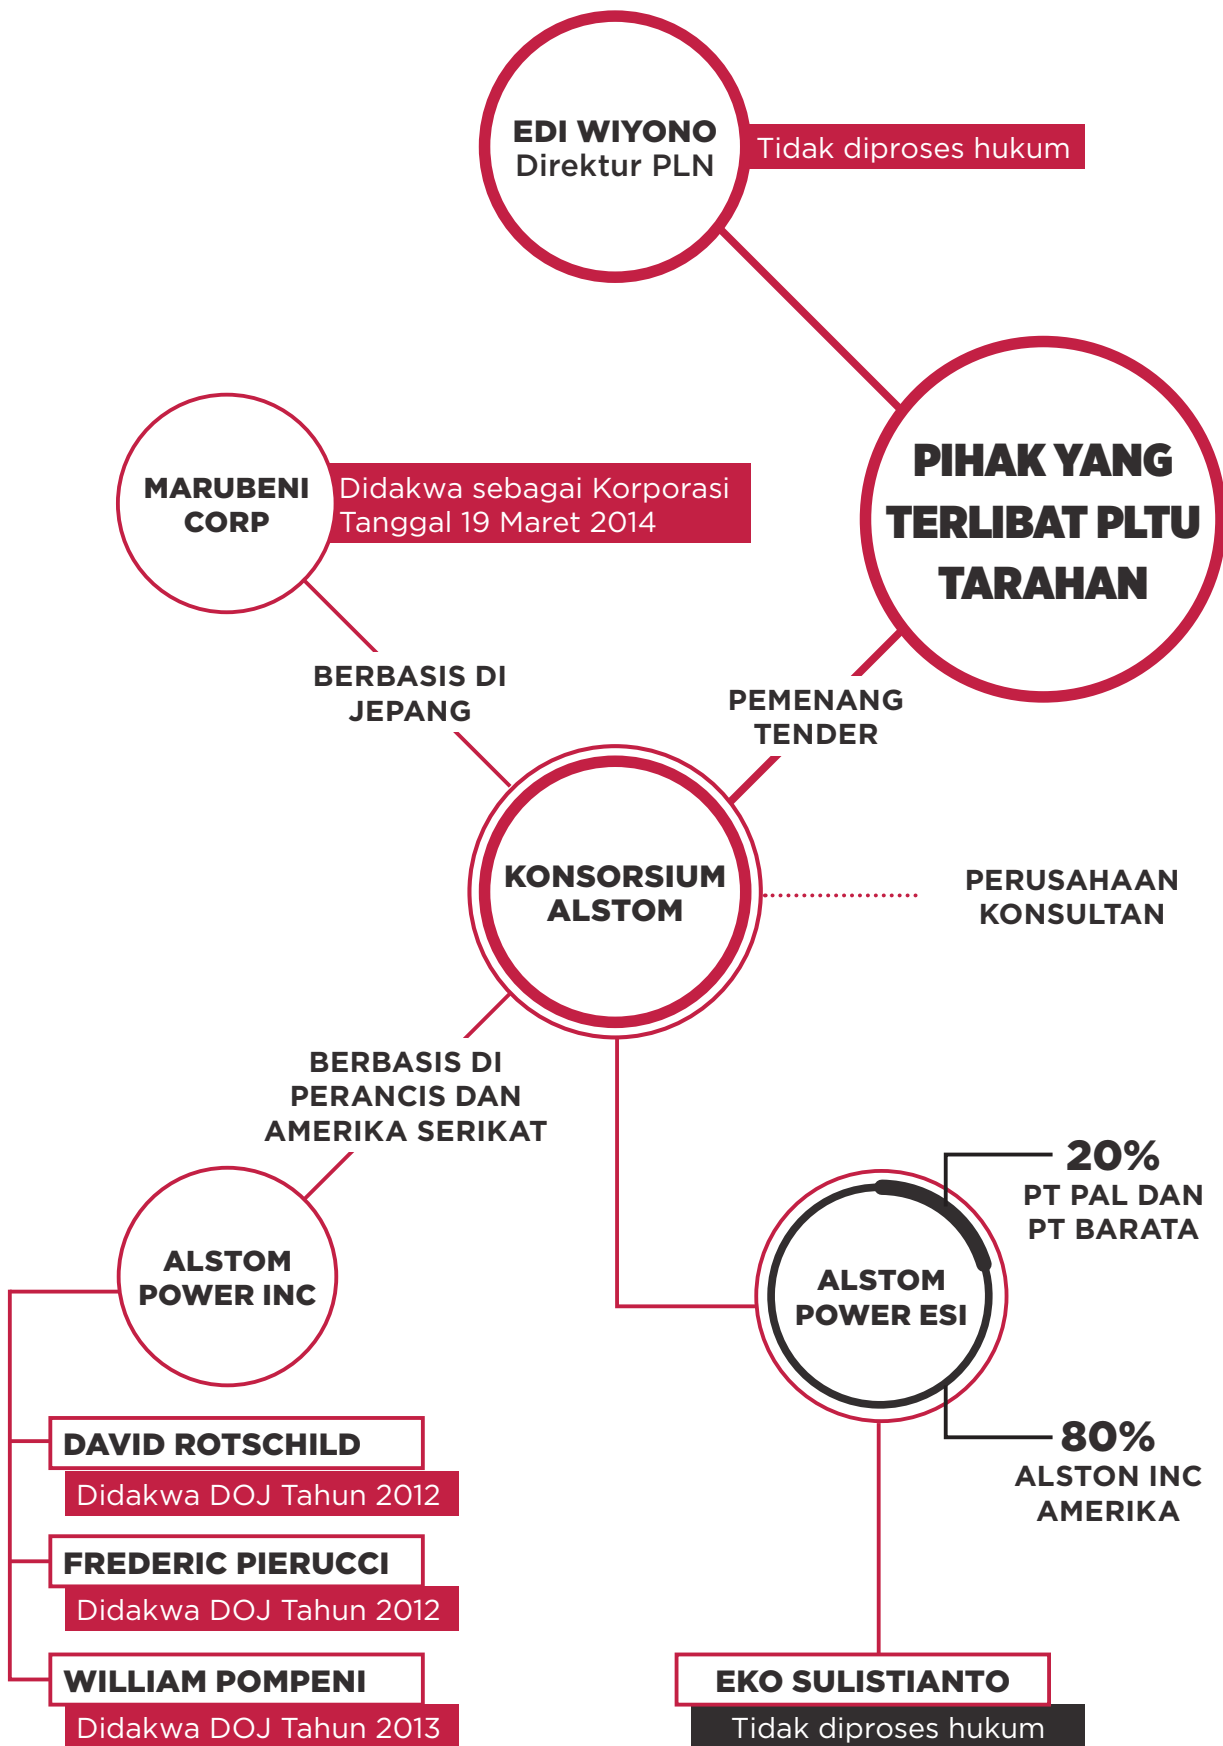 EDI WIYONO
Direktur PLN
Tidak diproses hukum
PIHAK YANG
TERLIBAT PLTU
TARAHAN
MARUBENI
CORP
Didakwa sebagai Korporasi
Tanggal 19 Maret 2014
BERBASIS DI
JEPANG
PEMENANG
TENDER
KONSORSIUM
ALSTOM
PERUSAHAAN
KONSULTAN
BERBASIS DI
PERANCIS DAN
AMERIKA SERIKAT
ALSTOM
POWER INC
DAVID ROTSCHILD
Didakwa DOJ Tahun 2012
FREDERIC PIERUCCI
Didakwa DOJ Tahun 2012
WILLIAM POMPENI
Didakwa DOJ Tahun 2013
20%
PT PAL DAN
PT BARATA
ALSTOM
POWER ESI
80%
ALSTON INC
AMERIKA
EKO SULISTIANTO
Tidak diproses hukum